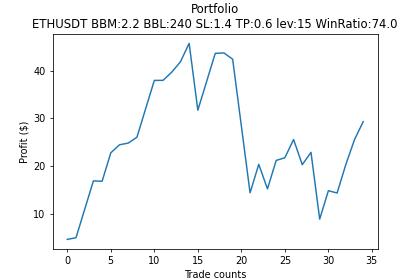 Portfolio
ETHUSDT BBM:2.2 BBL:240 SL:1.4 TP:0.6 lev:15 WinRatio:74.0
40
30
20
10
Profit ($)
0 5 10 15 20 25 30 35
Trade counts